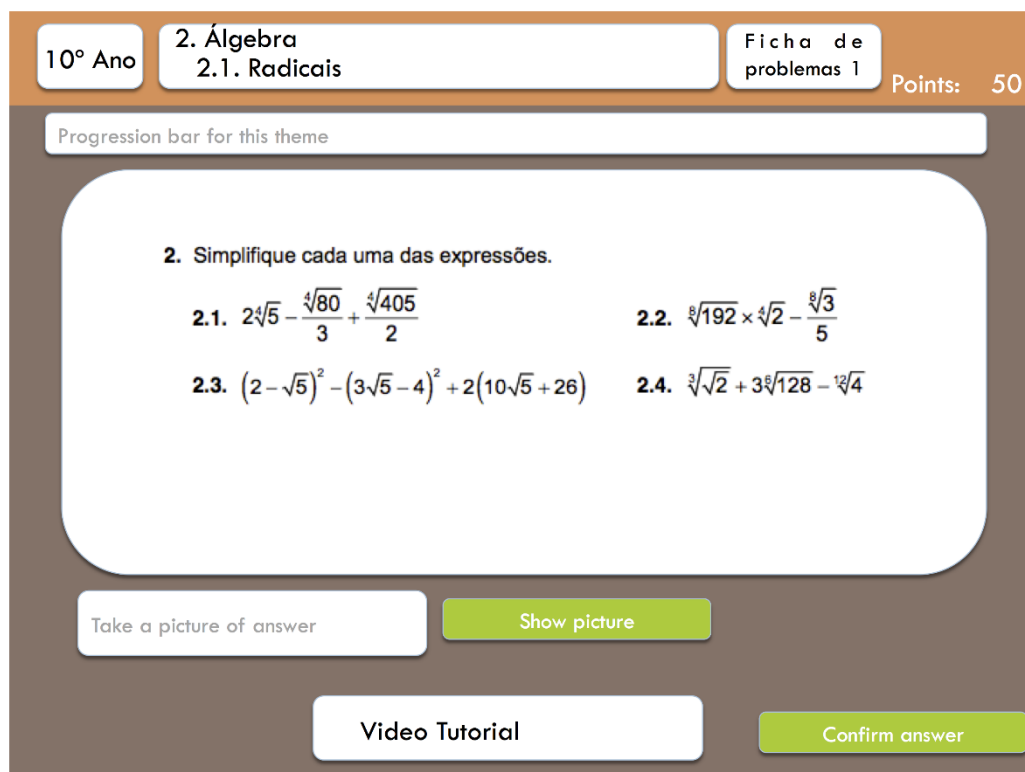 10º Ano
2. Álgebra
2.1. Radicais
Ficha de
problemas 1
Points: 50
Progression bar for this theme
2. Simplifique cada uma das expressões.
2.1. 2∜5 − ∜80/3 + ∜405/2
2.2. ⁸√192 × ∜2 − ⁸√3/5
2.3. (2 − √5)² − (3√5 − 4)² + 2(10√5 + 26)
2.4. ∛√2 + 3⁶√128 − ¹²√4
Take a picture of answer
Show picture
Video Tutorial
Confirm answer